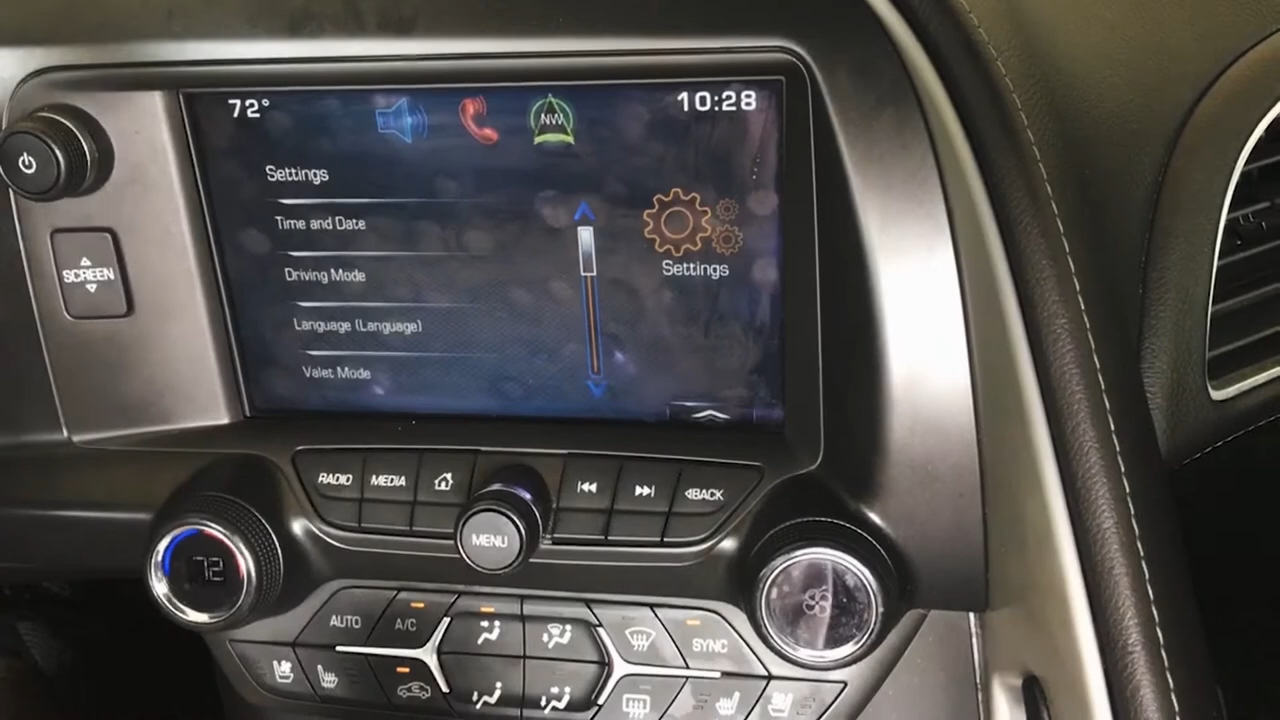 72°
NW
10:28
Settings
Time and Date
Driving Mode
Language (Language)
Valet Mode
Settings
SCREEN
RADIO
MEDIA
BACK
MENU
72
AUTO
A/C
SYNC